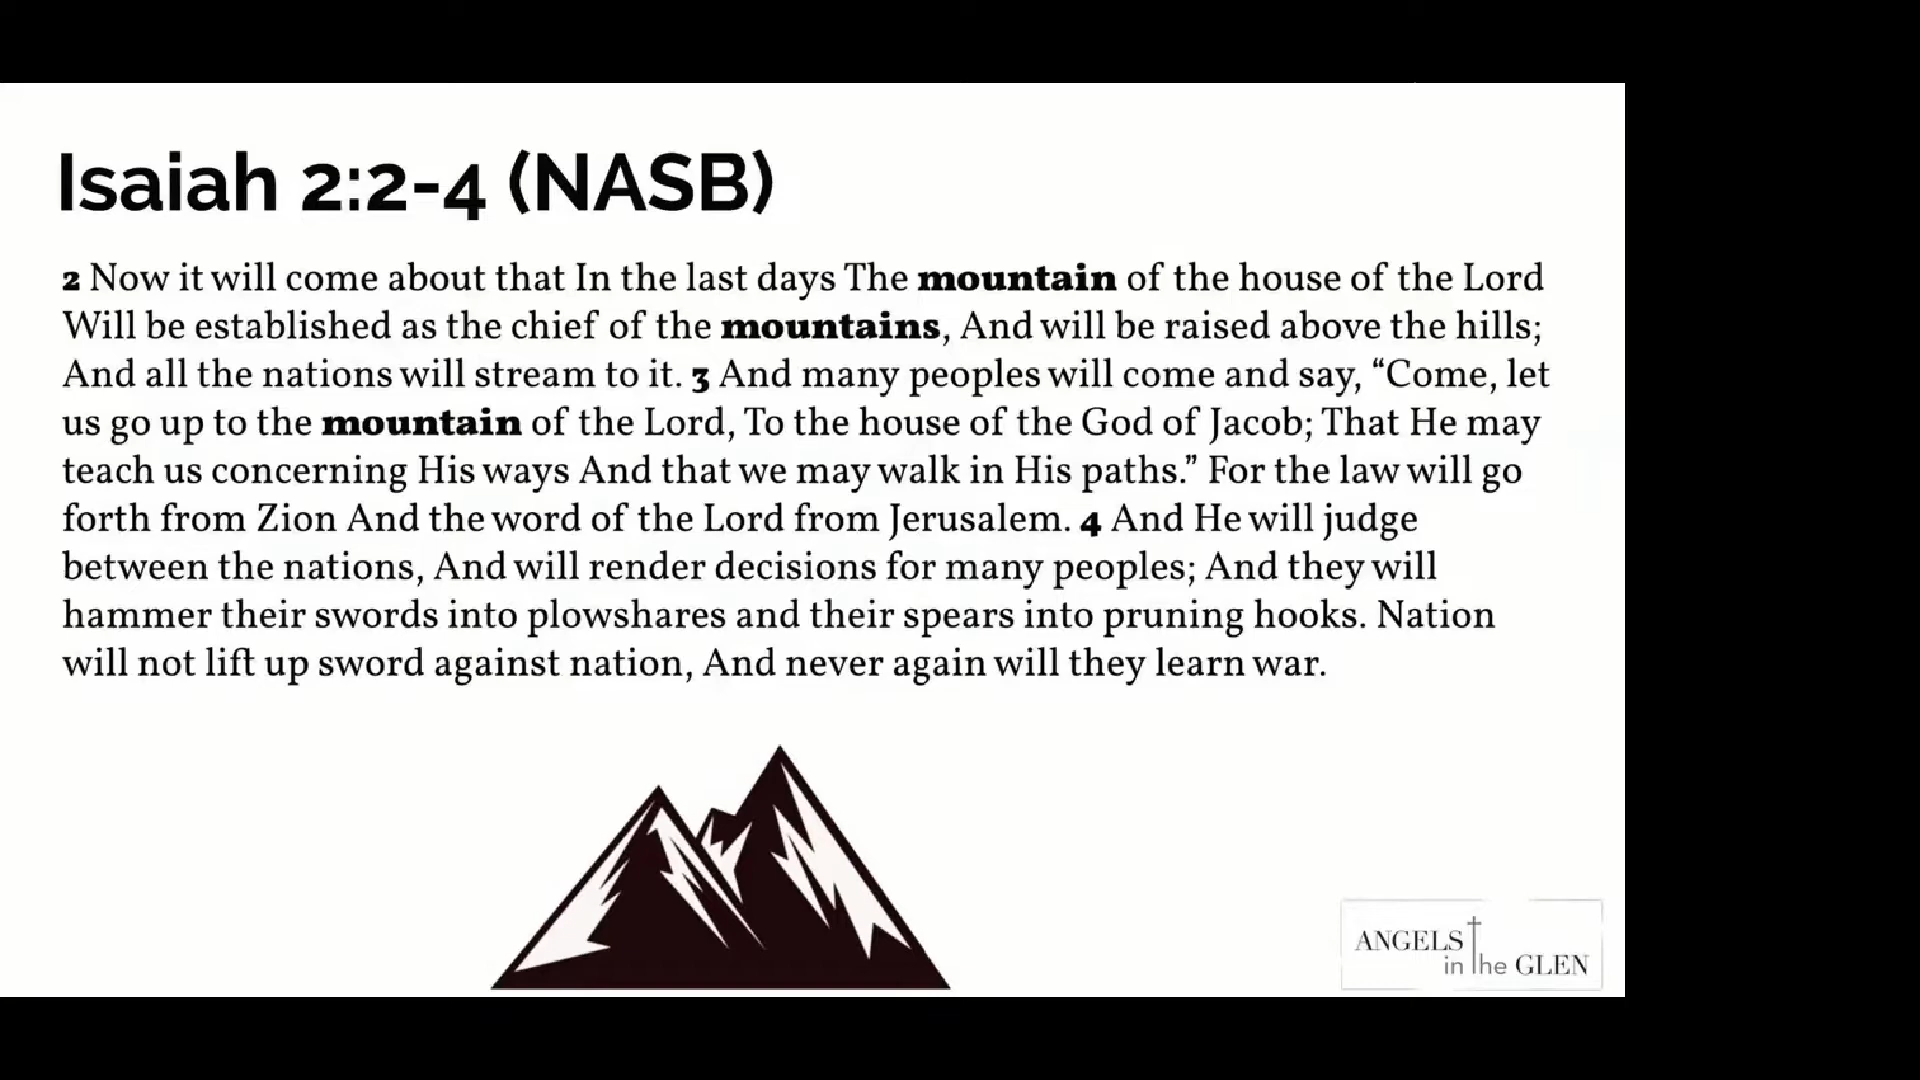 Isaiah 2:2-4 (NASB)
2 Now it will come about that In the last days The mountain of the house of the Lord
Will be established as the chief of the mountains, And will be raised above the hills;
And all the nations will stream to it. 3 And many peoples will come and say, “Come, let
us go up to the mountain of the Lord, To the house of the God of Jacob; That He may
teach us concerning His ways And that we may walk in His paths.” For the law will go
forth from Zion And the word of the Lord from Jerusalem. 4 And He will judge
between the nations, And will render decisions for many peoples; And they will
hammer their swords into plowshares and their spears into pruning hooks. Nation
will not lift up sword against nation, And never again will they learn war.
ANGELS
in the GLEN